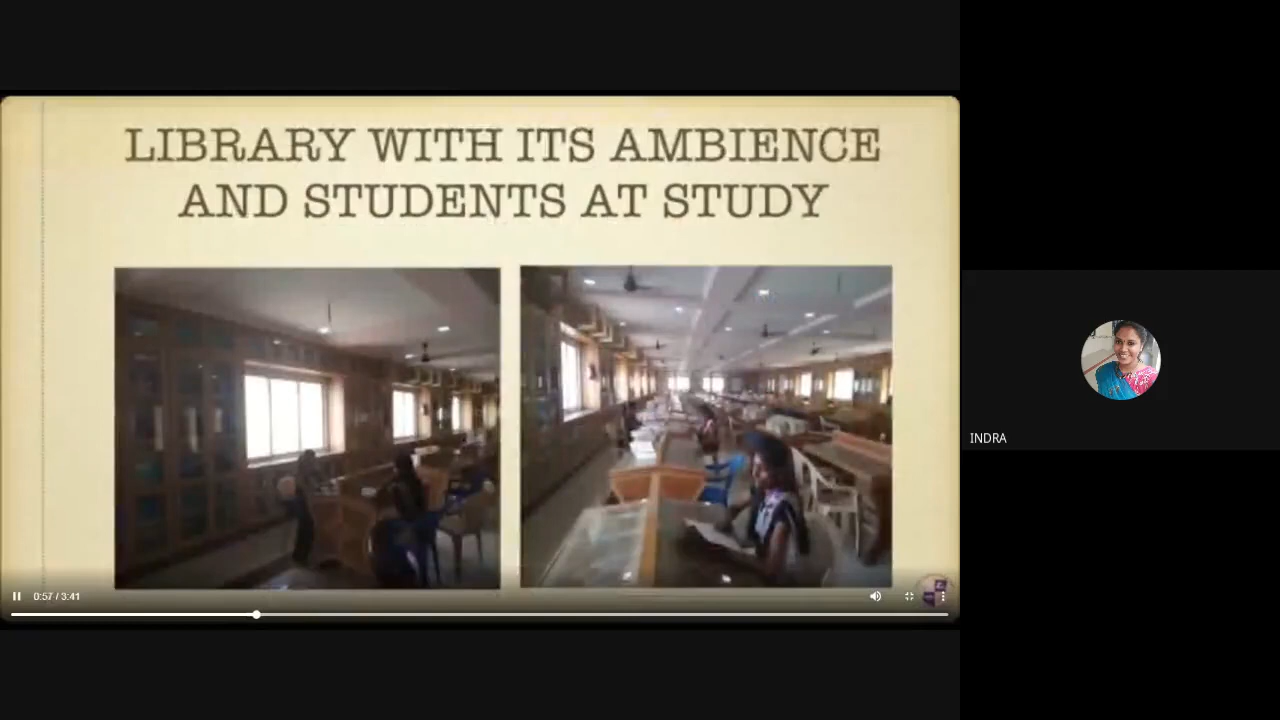 LIBRARY WITH ITS AMBIENCE
AND STUDENTS AT STUDY
0:57 / 3:41
INDRA